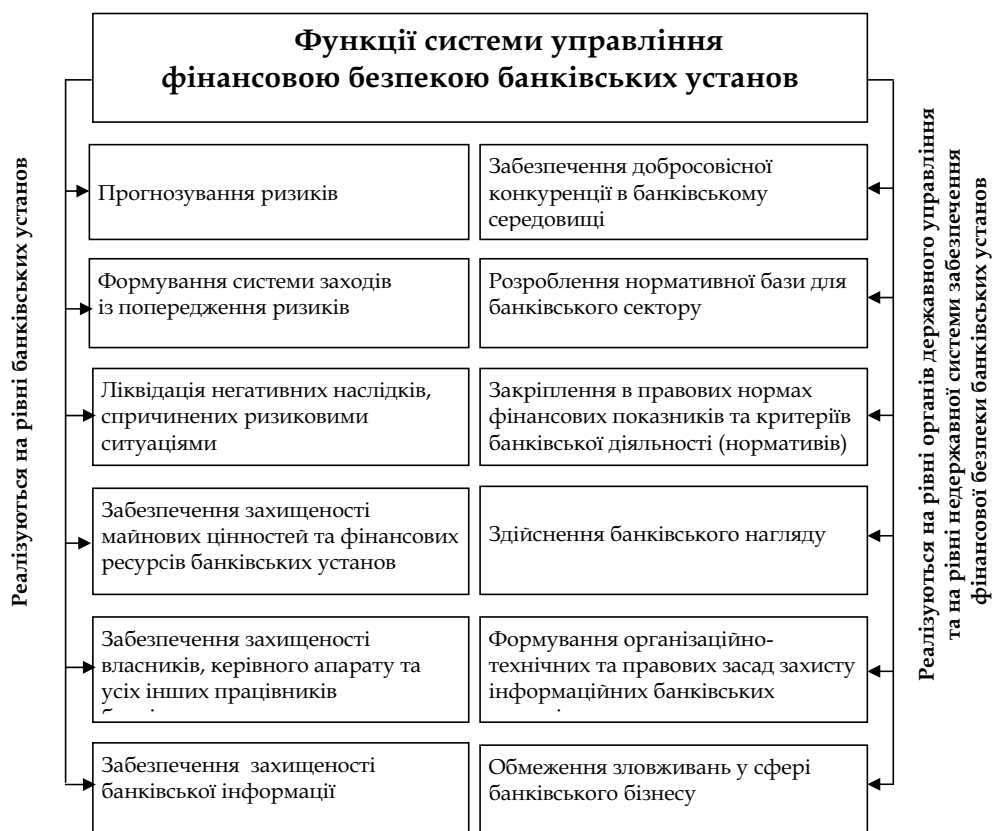 Функції системи управління
фінансовою безпекою банківських установ
Реалізуються на рівні банківських установ
Прогнозування ризиків
Формування системи заходів
із попередження ризиків
Ліквідація негативних наслідків,
спричинених ризиковими
ситуаціями
Забезпечення захищеності
майнових цінностей та фінансових
ресурсів банківських установ
Забезпечення захищеності
власників, керівного апарату та
усіх інших працівників
Забезпечення захищеності
банківської інформації
Забезпечення добросовісної
конкуренції в банківському
середовищі
Розроблення нормативної бази для
банківського сектору
Закріплення в правових нормах
фінансових показників та критеріїв
банківської діяльності (нормативів)
Здійснення банківського нагляду
Формування організаційно-
технічних та правових засад захисту
інформаційних банківських
Обмеження зловживань у сфері
банківського бізнесу
Реалізуються на рівні органів державного управління
та на рівні недержавної системи забезпечення
фінансової безпеки банківських установ